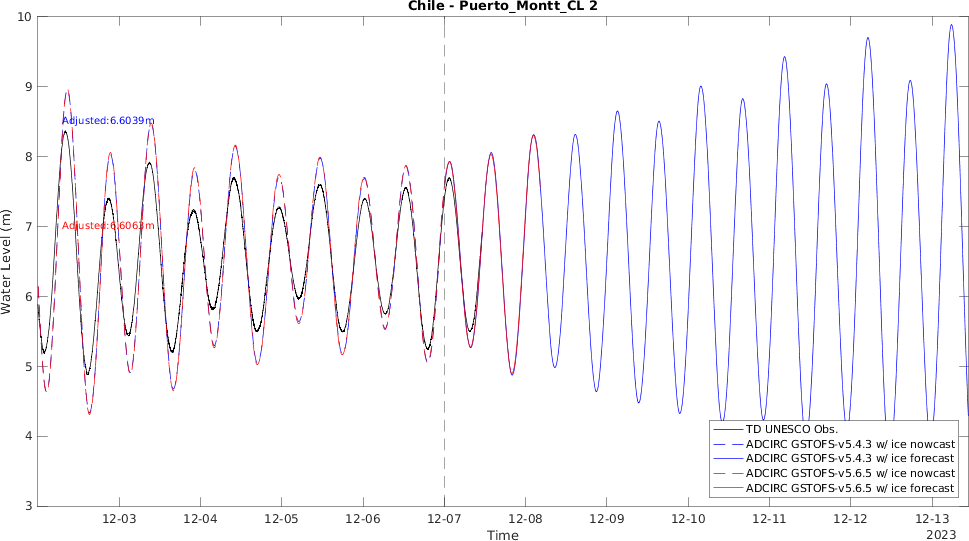 Chile - Puerto_Montt_CL 2
10
9
8
7
6
5
4
3
Water Level (m)
Adjusted:6.6039m
Adjusted:6.6063m
TD UNESCO Obs.
ADCIRC GSTOFS-v5.4.3 w/ ice nowcast
ADCIRC GSTOFS-v5.4.3 w/ ice forecast
ADCIRC GSTOFS-v5.6.5 w/ ice nowcast
ADCIRC GSTOFS-v5.6.5 w/ ice forecast
12-03 12-04 12-05 12-06 12-07 12-08 12-09 12-10 12-11 12-12 12-13
2023
Time